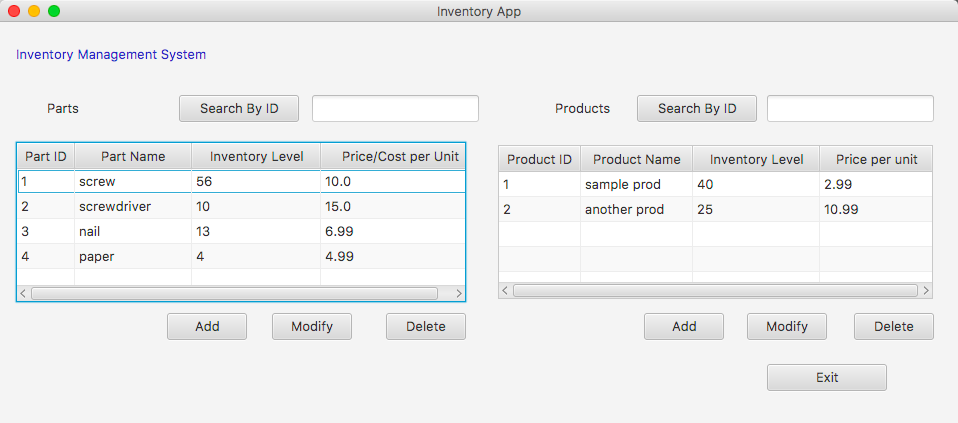 Inventory App
Inventory Management System
Parts Search By ID
Products Search By ID
Part ID Part Name Inventory Level Price/Cost per Unit
1 screw 56 10.0
2 screwdriver 10 15.0
3 nail 13 6.99
4 paper 4 4.99
Add Modify Delete
Product ID Product Name Inventory Level Price per unit
1 sample prod 40 2.99
2 another prod 25 10.99
Add Modify Delete
Exit